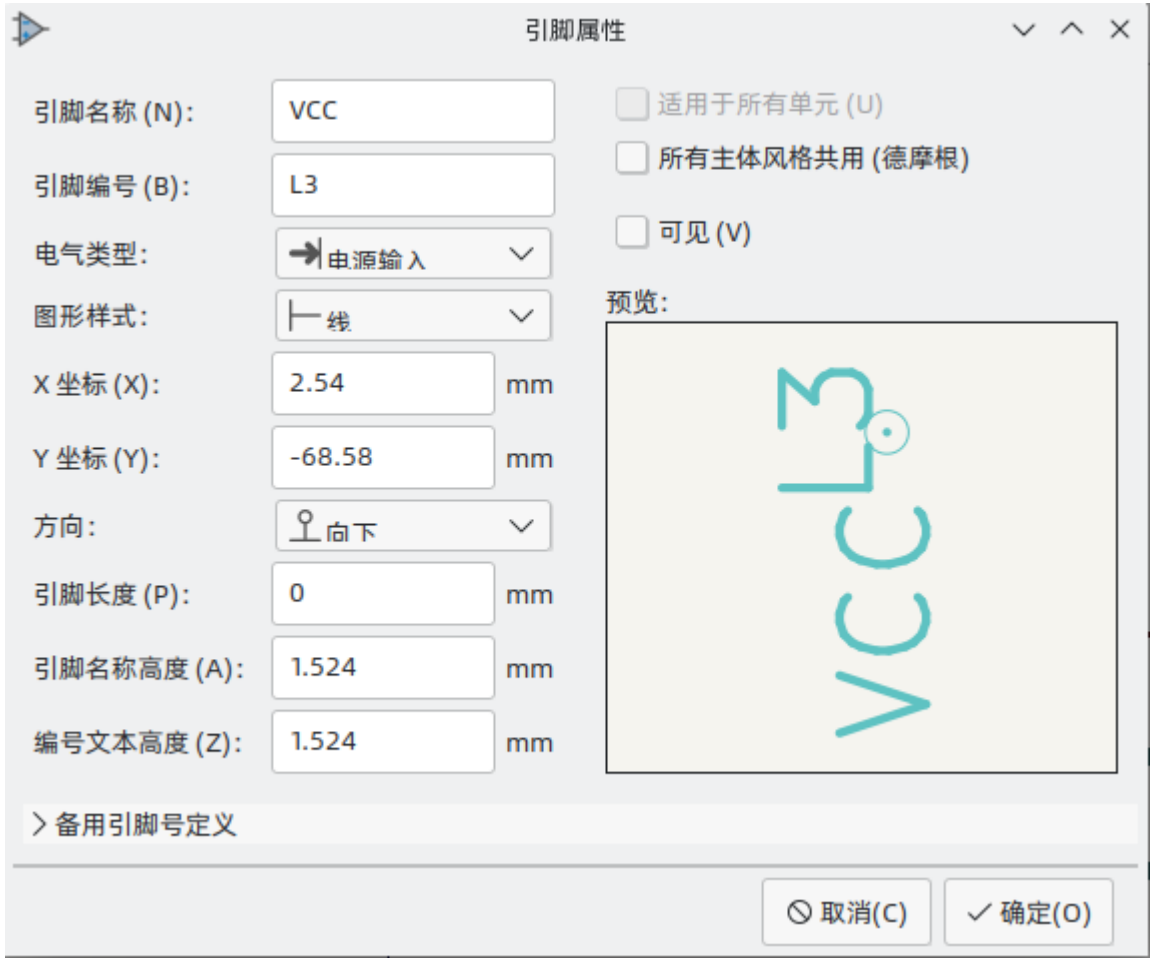 引脚属性
引脚名称 (N): VCC
引脚编号 (B): L3
电气类型: 电源输入
图形样式: 线
X 坐标 (X): 2.54 mm
Y 坐标 (Y): -68.58 mm
方向: 向下
引脚长度 (P): 0 mm
引脚名称高度 (A): 1.524 mm
编号文本高度 (Z): 1.524 mm
适用于所有单元 (U)
所有主体风格共用 (德摩根)
可见 (V)
预览:
L3
VCC
备用引脚号定义
取消(C) 确定(O)